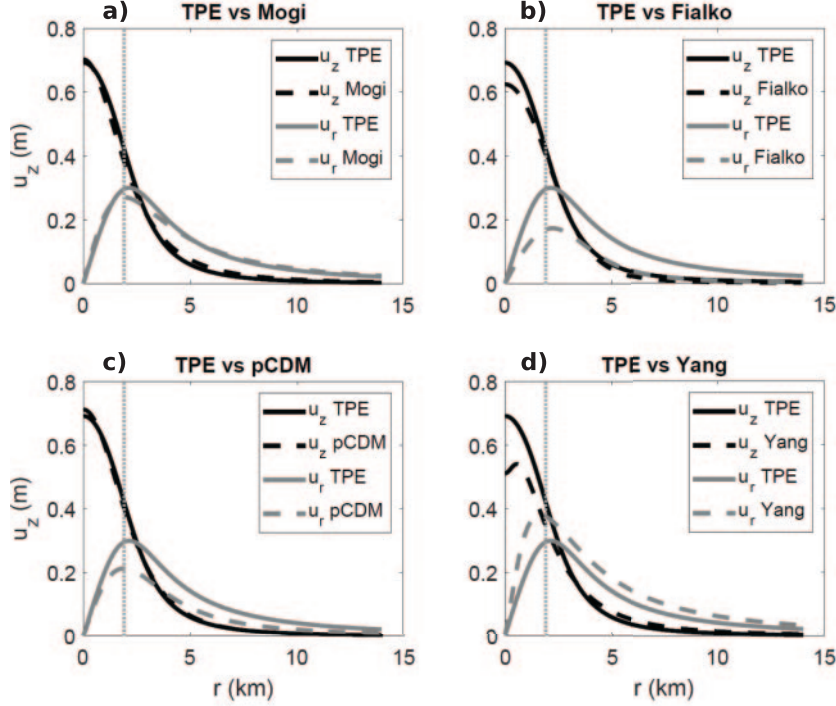 a) TPE vs Mogi
0.8
0.6
0.4
0.2
0
u_z (m)
u_z TPE
u_z Mogi
u_r TPE
u_r Mogi
0 5 10 15
b) TPE vs Fialko
0.8
0.6
0.4
0.2
0
u_z TPE
u_z Fialko
u_r TPE
u_r Fialko
0 5 10 15
c) TPE vs pCDM
0.8
0.6
0.4
0.2
0
u_z (m)
u_z TPE
u_z pCDM
u_r TPE
u_r pCDM
0 5 10 15
r (km)
d) TPE vs Yang
0.8
0.6
0.4
0.2
0
u_z TPE
u_z Yang
u_r TPE
u_r Yang
0 5 10 15
r (km)